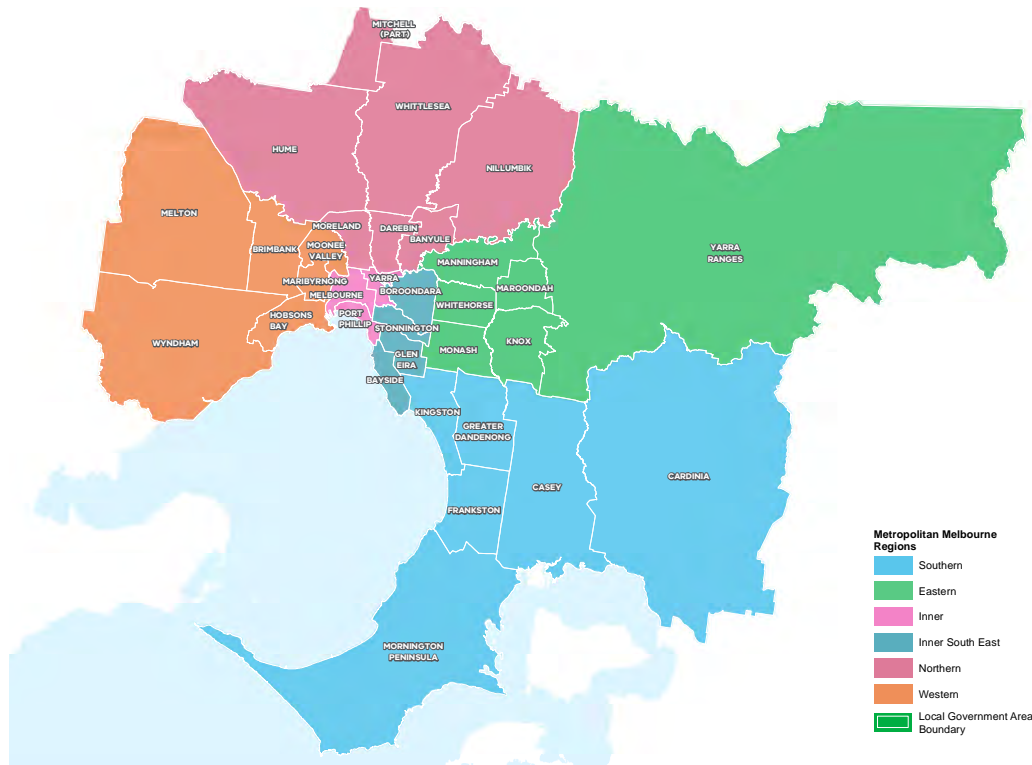 MITCHELL
(PART)
WHITTLESEA
HUME
NILLUMBIK
MELTON
MORELAND
DAREBIN
BANYULE
BRIMBANK
MOONEE
VALLEY
YARRA
RANGES
MANNINGHAM
MARIBYRNONG
YARRA
BOROONDARA
MAROONDAH
MELBOURNE
WHITEHORSE
HOBSONS
BAY
PORT
PHILLIP
STONNINGTON
WYNDHAM
GLEN
EIRA
MONASH
KNOX
BAYSIDE
KINGSTON
GREATER
DANDENONG
CARDINIA
CASEY
FRANKSTON
MORNINGTON
PENINSULA
Metropolitan Melbourne
Regions
Southern
Eastern
Inner
Inner South East
Northern
Western
Local Government Area
Boundary